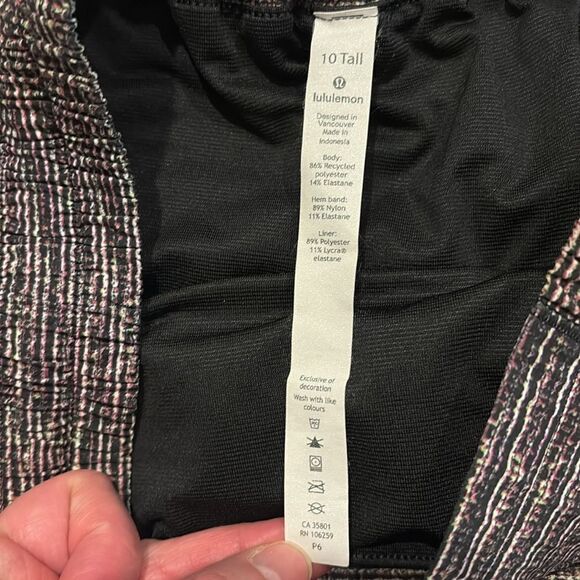 10 Tall
lululemon
Designed in
Vancouver
Made in
Indonesia
Body:
86% Recycled
polyester
14% Elastane
Hem band:
89% Nylon
11% Elastane
Liner:
89% Polyester
11% Lycra®
elastane
Exclusive of
decoration
Wash with like
colours
CA 35801
RN 106259
P6